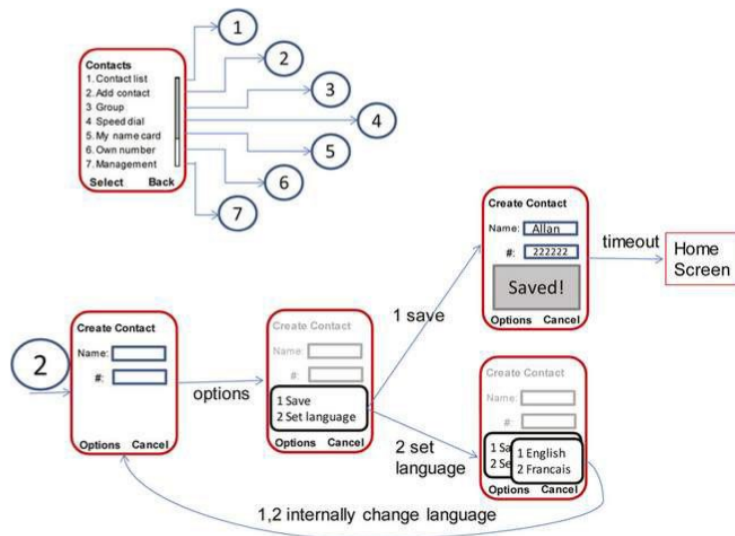 1
2
3
4
5
6
7
Contacts
1. Contact list
2. Add contact
3 Group
4 Speed dial
5. My name card
6. Own number
7. Management
Select Back
Create Contact
Name: Allan
#: 222222
Saved!
Options Cancel
timeout
Home
Screen
1 save
2
Create Contact
Name:
#:
Options Cancel
options
Create Contact
Name:
#:
1 Save
2 Set language
Options Cancel
2 set
language
Create Contact
Name:
#:
1 Sa
2 Se
1 English
2 Francais
Options Cancel
1,2 internally change language